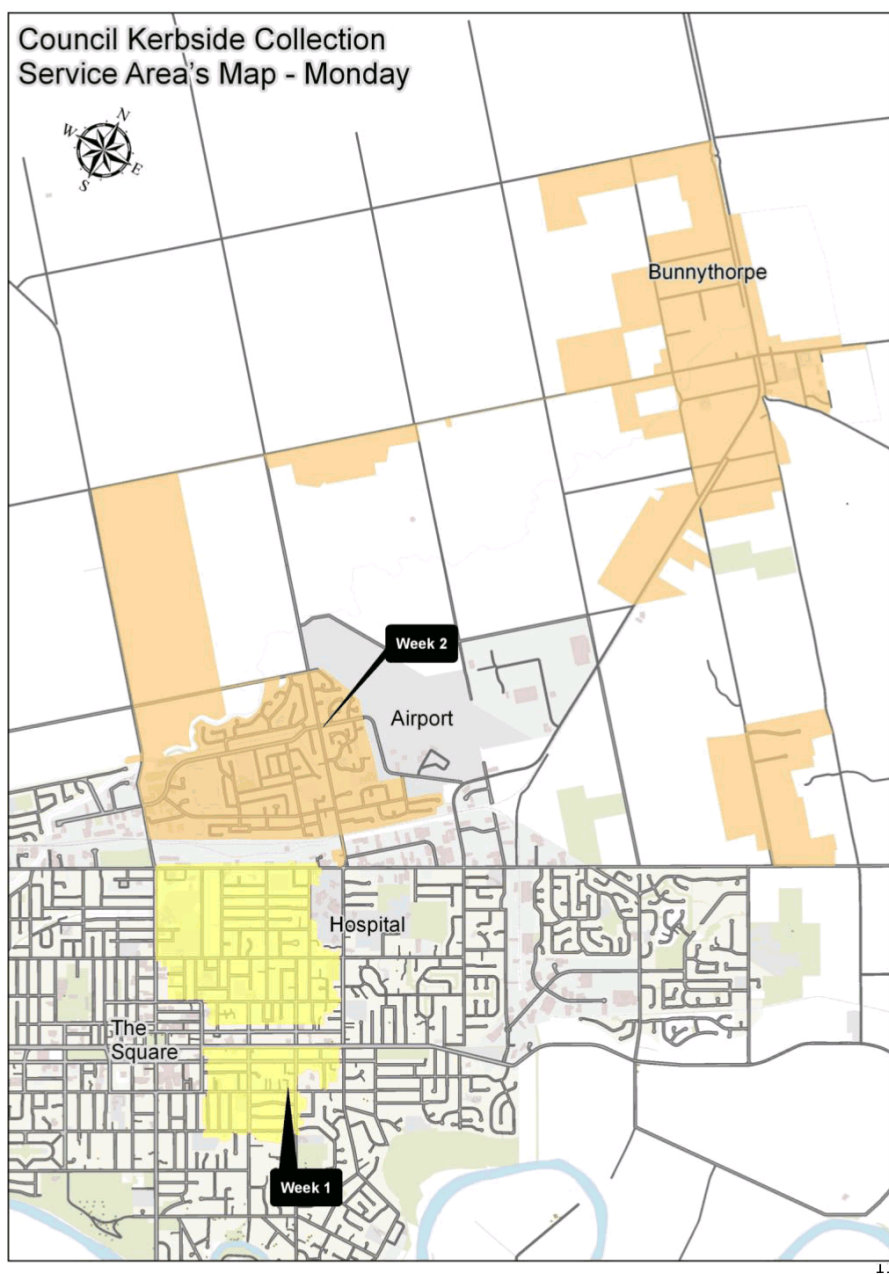 Council Kerbside Collection
Service Area's Map - Monday
N
W
E
S
Bunnythorpe
Week 2
Airport
Hospital
The
Square
Week 1